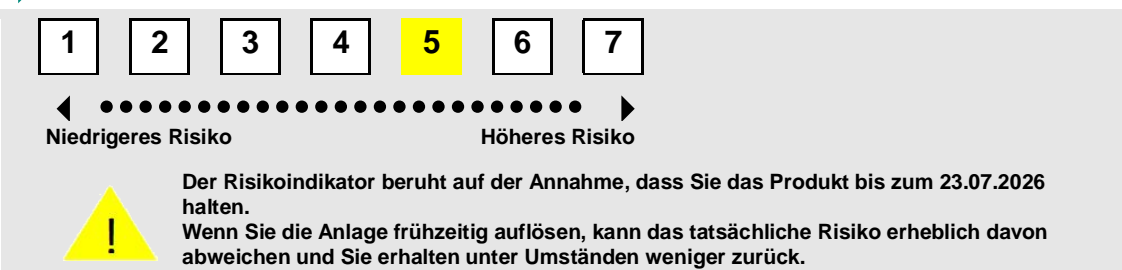 1 2 3 4 5 6 7
Niedrigeres Risiko Höheres Risiko
Der Risikoindikator beruht auf der Annahme, dass Sie das Produkt bis zum 23.07.2026
halten.
Wenn Sie die Anlage frühzeitig auflösen, kann das tatsächliche Risiko erheblich davon
abweichen und Sie erhalten unter Umständen weniger zurück.
!